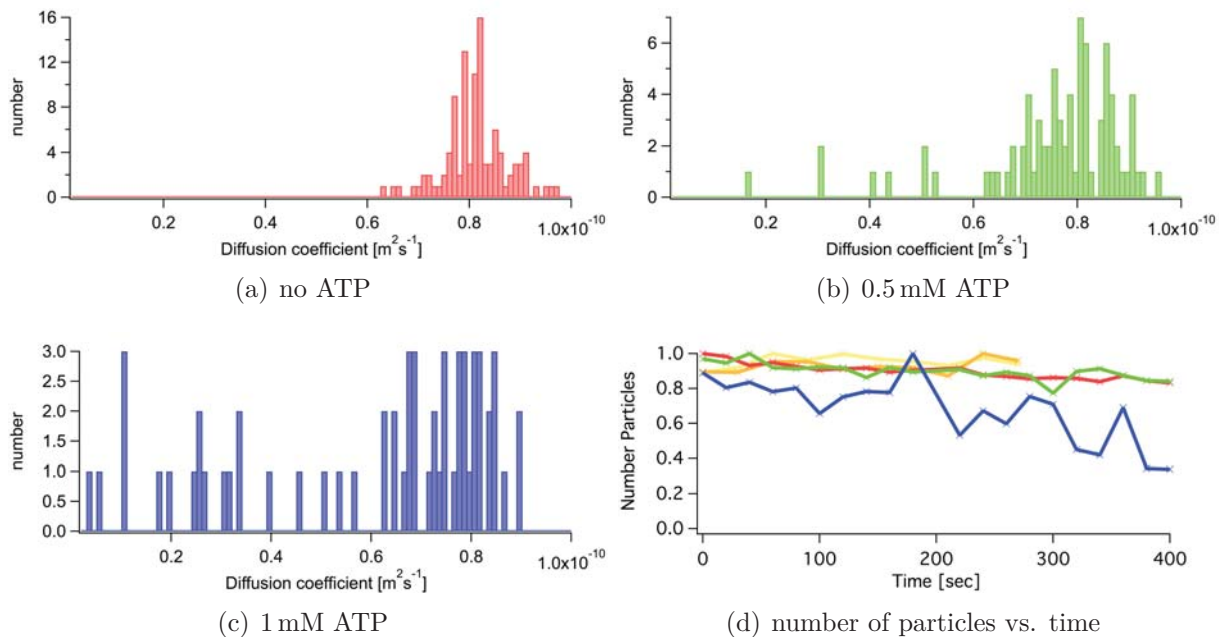 16
12
8
4
0
number
0.2
0.4
0.6
0.8
1.0x10⁻¹⁰
Diffusion coefficient [m²s⁻¹]
(a) no ATP
6
4
2
0
number
0.2
0.4
0.6
0.8
1.0x10⁻¹⁰
Diffusion coefficient [m²s⁻¹]
(b) 0.5 mM ATP
3.0
2.5
2.0
1.5
1.0
0.5
0.0
number
0.2
0.4
0.6
0.8
1.0x10⁻¹⁰
Diffusion coefficient [m²s⁻¹]
(c) 1 mM ATP
1.0
0.8
0.6
0.4
0.2
0.0
Number Particles
0
100
200
300
400
Time [sec]
(d) number of particles vs. time